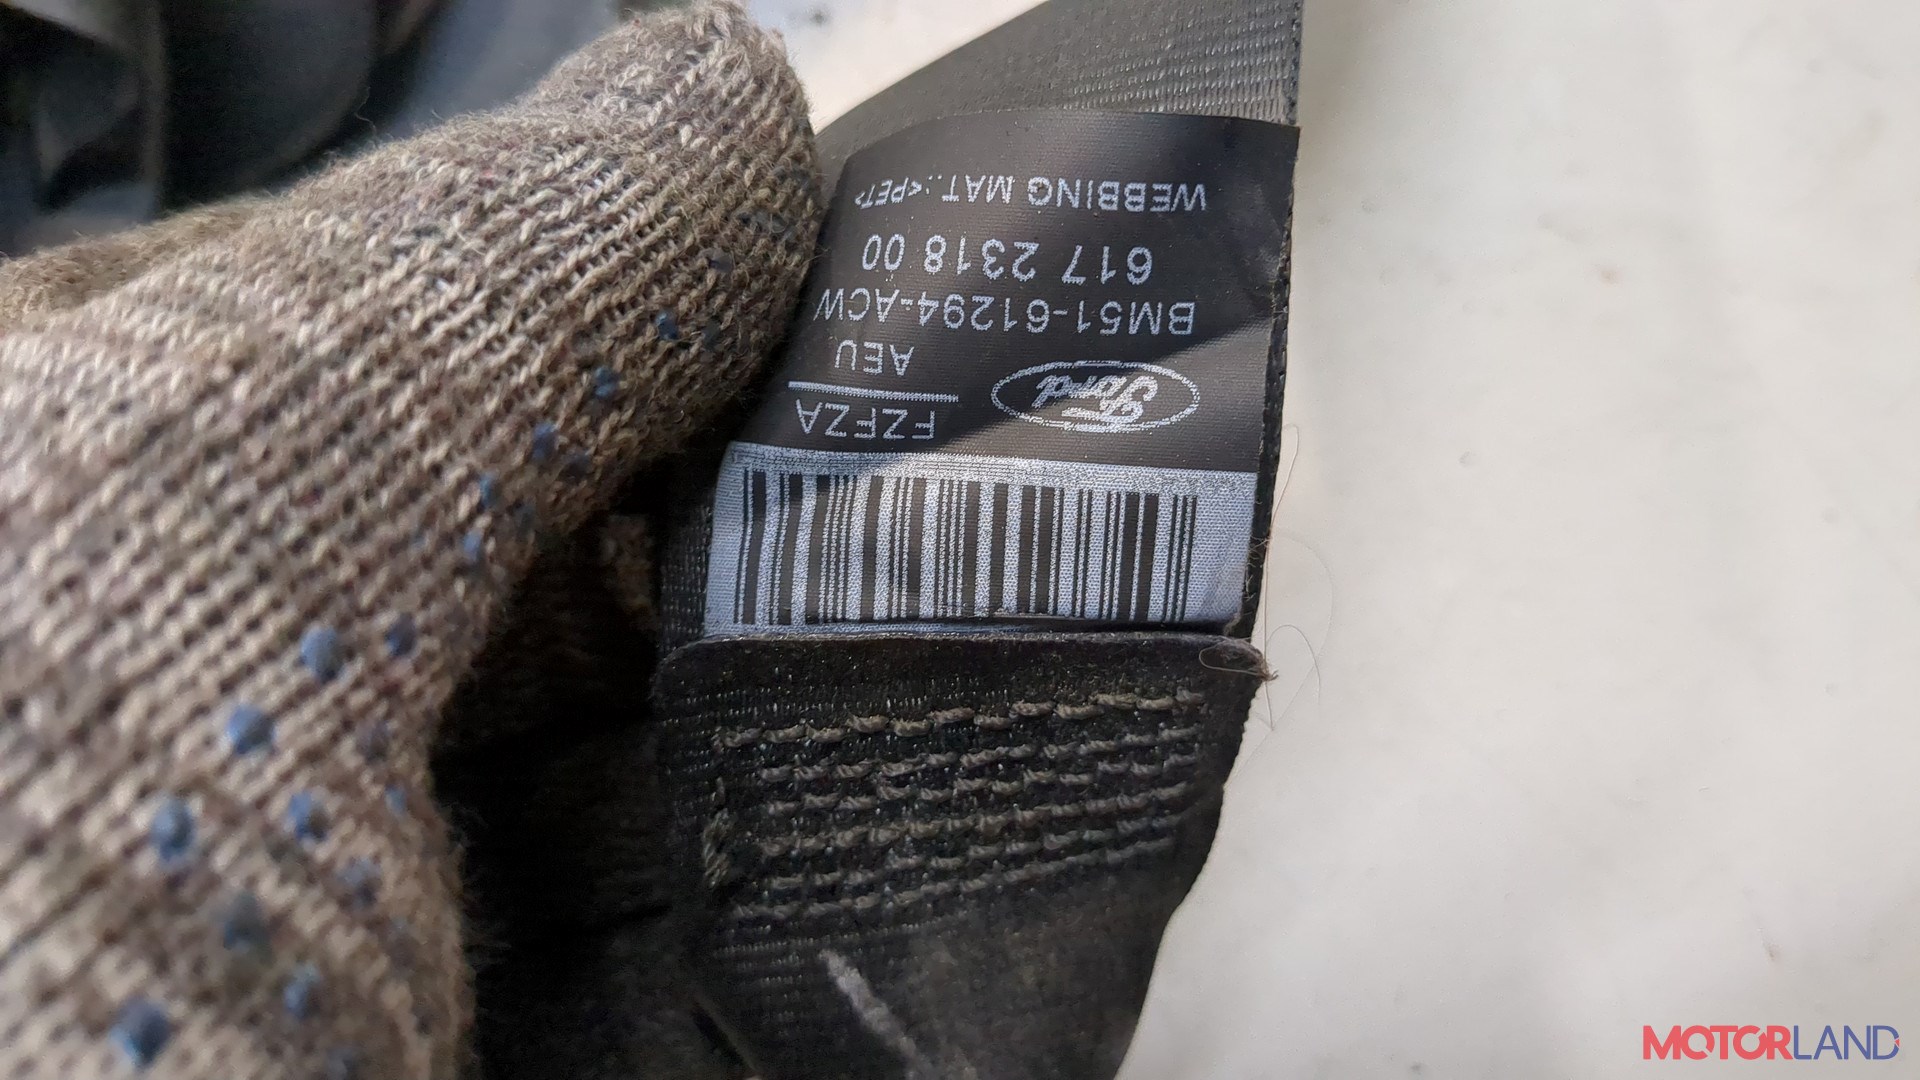 FZFZA
AEU
Ford
BM51-61294-ACW
617 2318 00
WEBBING MAT.:<PET>
MOTORLAND